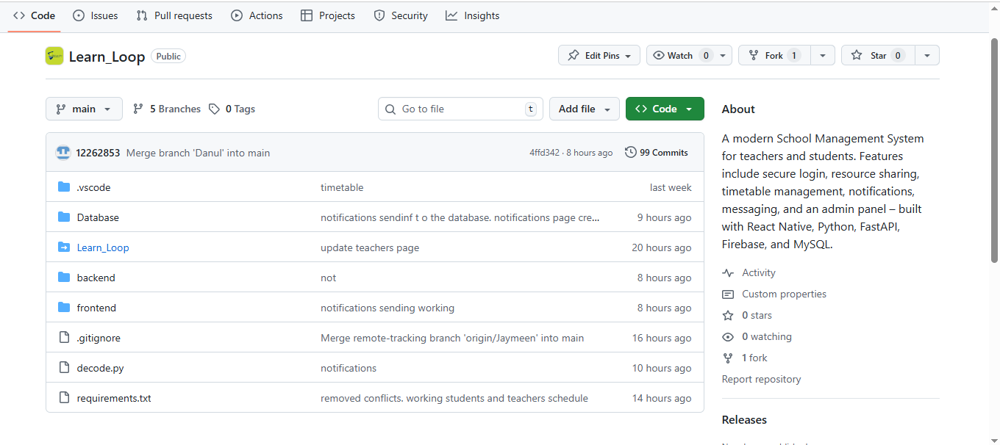 Code Issues Pull requests Actions Projects Security Insights
Learn_Loop Public
Edit Pins Watch 0 Fork 1 Star 0
main 5 Branches 0 Tags Go to file t Add file Code
12262853 Merge branch 'Danul' into main 4ffd342 · 8 hours ago 99 Commits
.vscode timetable last week
Database notifications sendinf t o the database. notifications page cre... 9 hours ago
Learn_Loop update teachers page 20 hours ago
backend not 8 hours ago
frontend notifications sending working 8 hours ago
.gitignore Merge remote-tracking branch 'origin/Jaymeen' into main 16 hours ago
decode.py notifications 10 hours ago
requirements.txt removed conflicts. working students and teachers schedule 14 hours ago
About
A modern School Management System
for teachers and students. Features
include secure login, resource sharing,
timetable management, notifications,
messaging, and an admin panel – built
with React Native, Python, FastAPI,
Firebase, and MySQL.
Activity
Custom properties
0 stars
0 watching
1 fork
Report repository
Releases